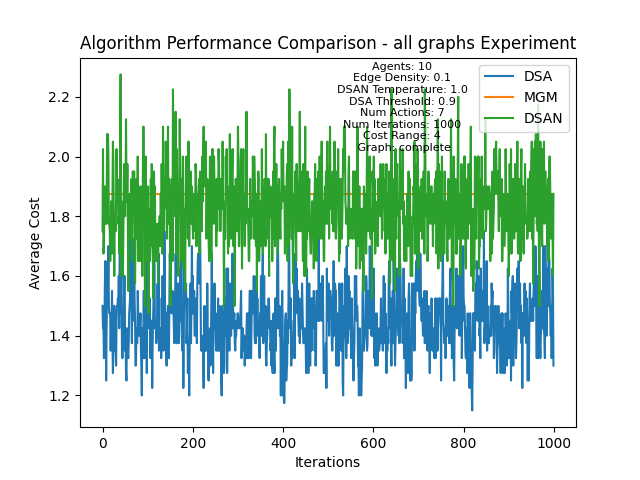 Algorithm Performance Comparison - all graphs Experiment
Agents: 10
Edge Density: 0.1
DSAN Temperature: 1.0
DSA Threshold: 0.9
Num Actions: 7
Num Iterations: 1000
Cost Range: 4
Graph: complete
DSA
MGM
DSAN
Average Cost
2.2
2.0
1.8
1.6
1.4
1.2
0
200
400
600
800
1000
Iterations